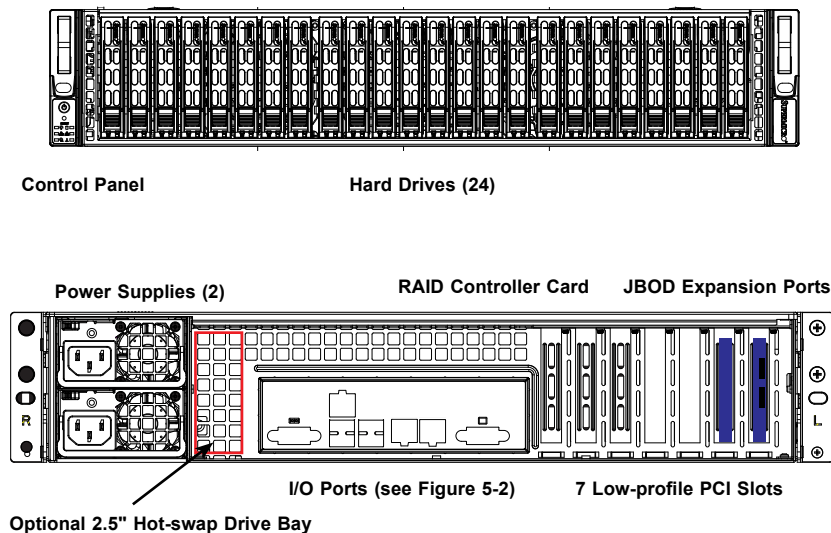 Control Panel
Hard Drives (24)
Power Supplies (2)
RAID Controller Card
JBOD Expansion Ports
R
L
I/O Ports (see Figure 5-2)
7 Low-profile PCI Slots
Optional 2.5" Hot-swap Drive Bay